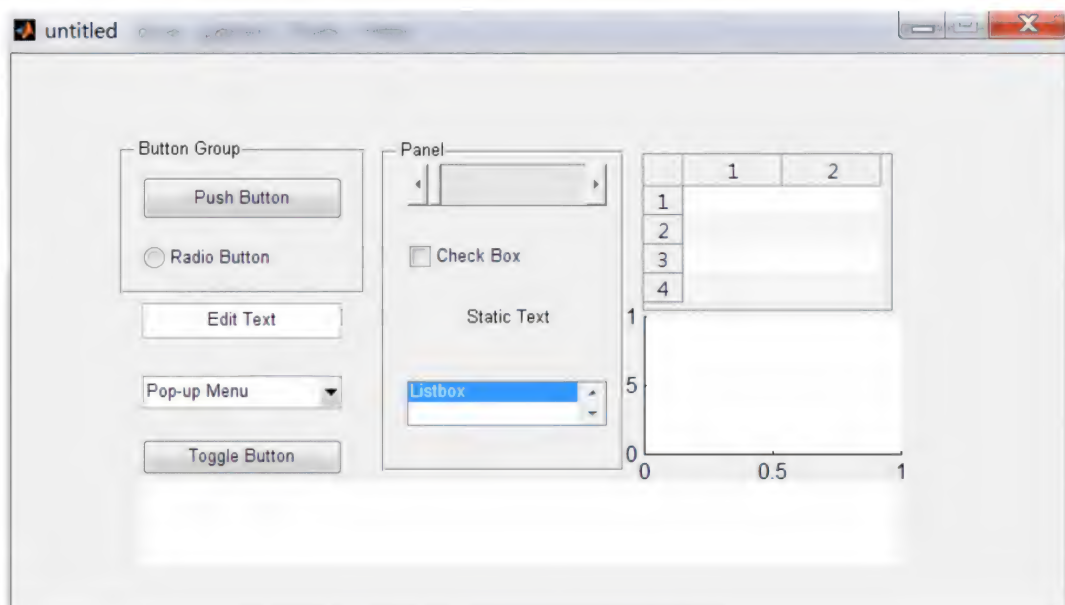 untitled
Button Group
Push Button
Radio Button
Edit Text
Pop-up Menu
Toggle Button
Panel
Check Box
Static Text
Listbox
1 2
1
2
3
4
1
5
0
0 0.5 1